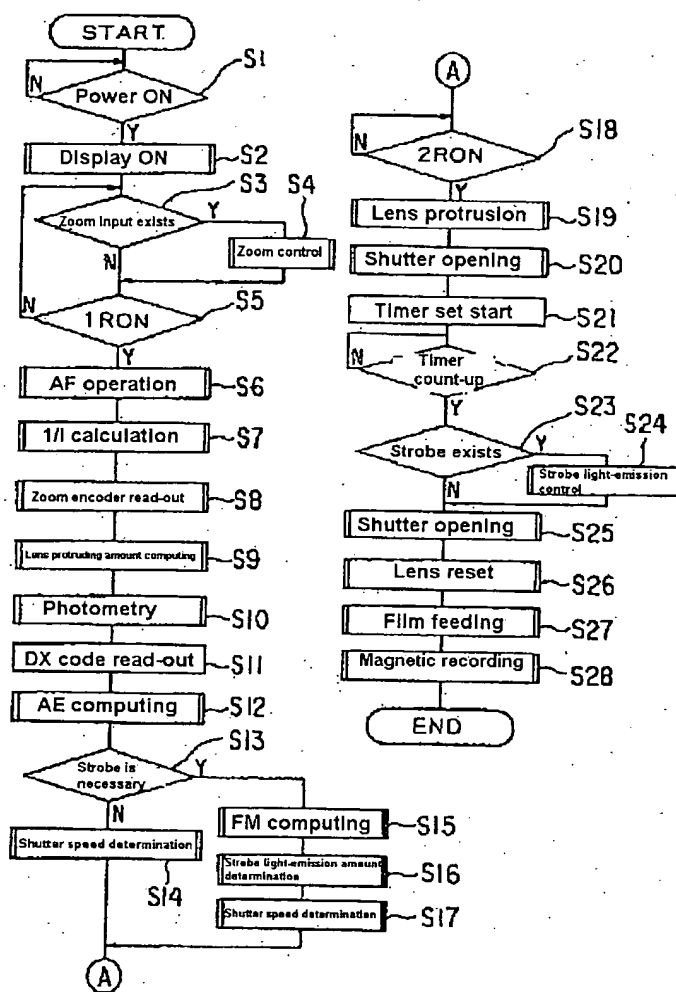 START
S1
N
Power ON
Y
Display ON
S2
S3
S4
Zoom Input exists
Y
Zoom control
N
N
1RON
S5
Y
AF operation
S6
1/l calculation
S7
Zoom encoder read-out
S8
Lens protruding amount computing
S9
Photometry
S10
DX code read-out
S11
AE computing
S12
S13
Strobe is
necessary
Y
N
Shutter speed determination
S14
FM computing
S15
Strobe light-emission amount
determination
S16
Shutter speed determination
S17
A
A
S18
N
2RON
Y
Lens protrusion
S19
Shutter opening
S20
Timer set start
S21
N
Timer
count-up
S22
Y
S23
S24
Strobe exists
Y
Strobe light-emission
control
N
Shutter opening
S25
Lens reset
S26
Film feeding
S27
Magnetic recording
S28
END